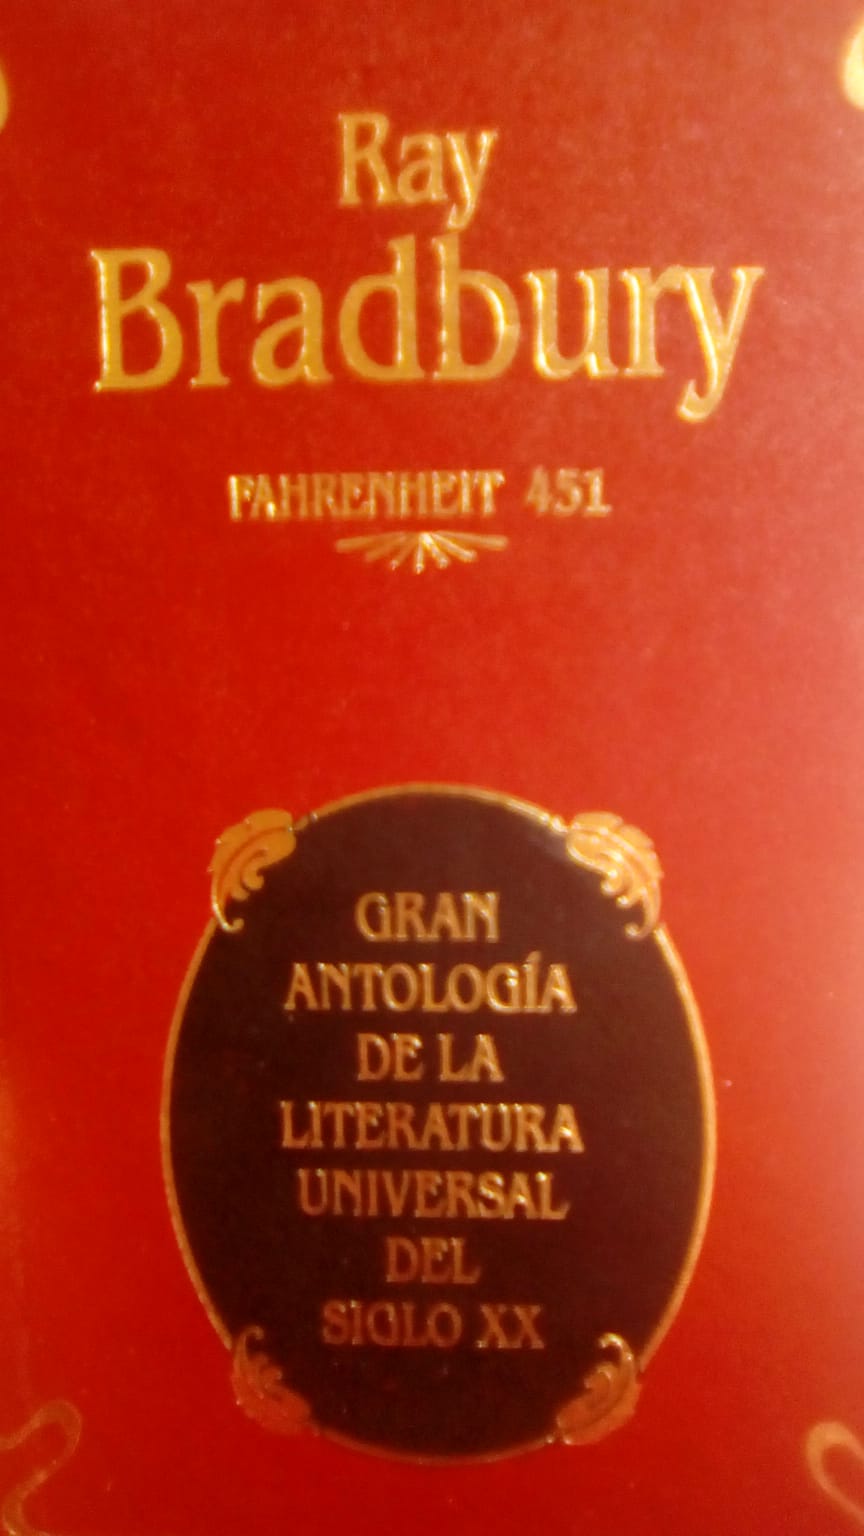 Ray
Bradbury
FAHRENHEIT 451
GRAN
ANTOLOGÍA
DE LA
LITERATURA
UNIVERSAL
DEL
SIGLO XX